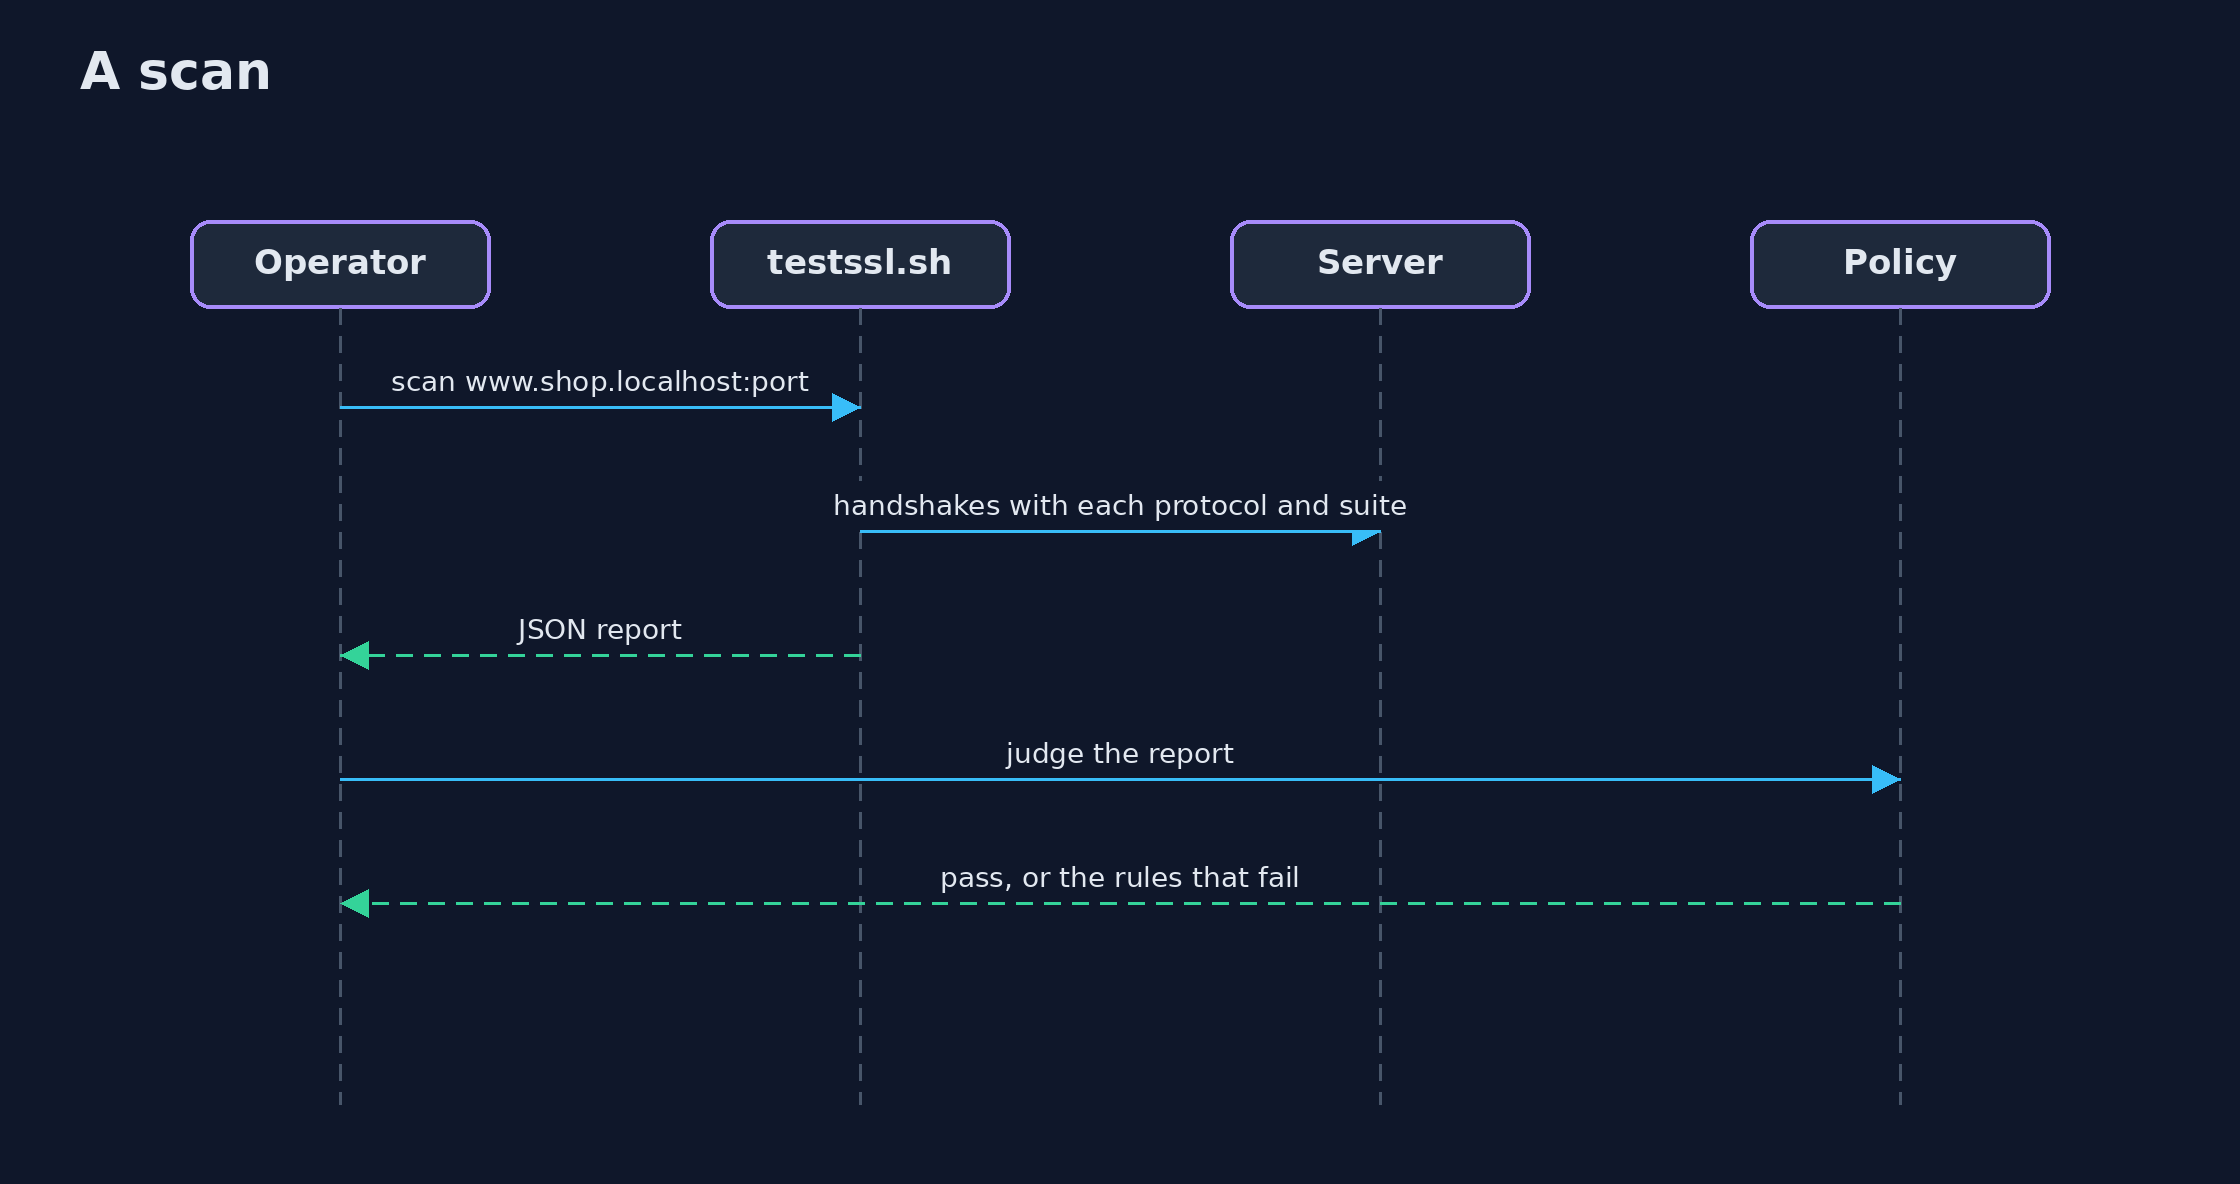 A scan
Operator
testssl.sh
Server
Policy
scan www.shop.localhost:port
handshakes with each protocol and suite
JSON report
judge the report
pass, or the rules that fail